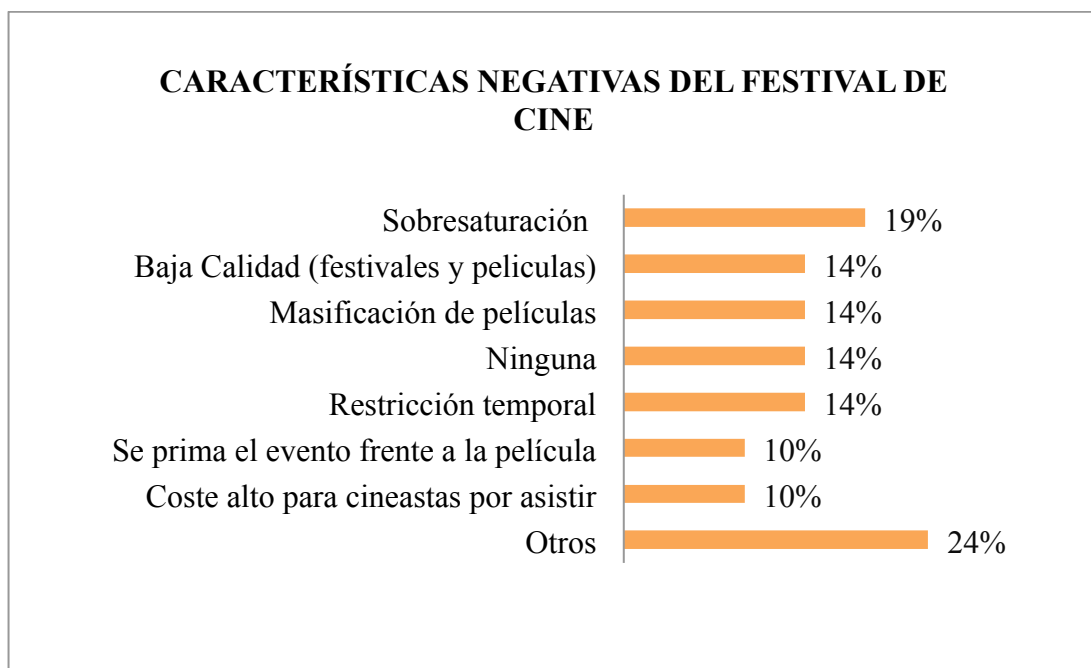 CARACTERÍSTICAS NEGATIVAS DEL FESTIVAL DE
CINE
Sobresaturación 19%
Baja Calidad (festivales y peliculas) 14%
Masificación de películas 14%
Ninguna 14%
Restricción temporal 14%
Se prima el evento frente a la película 10%
Coste alto para cineastas por asistir 10%
Otros 24%